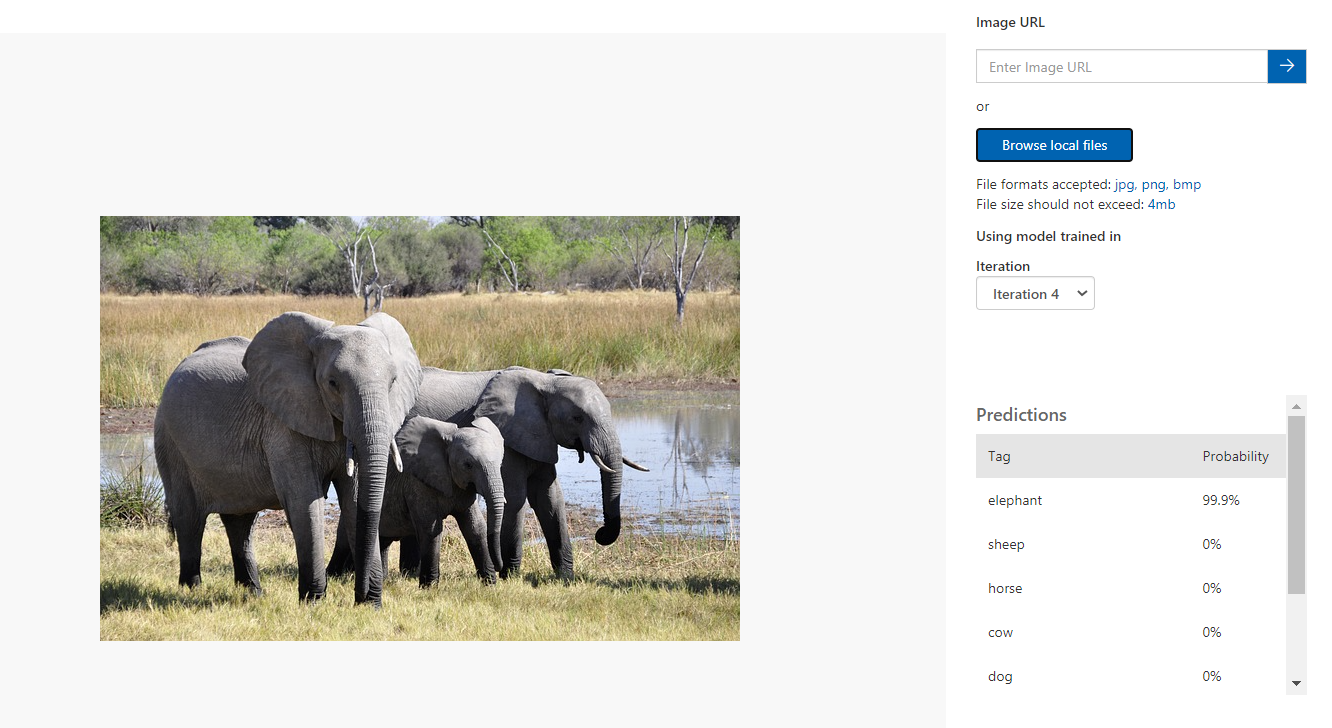 Image URL
Enter Image URL
or
Browse local files
File formats accepted: jpg, png, bmp
File size should not exceed: 4mb
Using model trained in
Iteration
Iteration 4
Predictions
Tag Probability
elephant 99.9%
sheep 0%
horse 0%
cow 0%
dog 0%